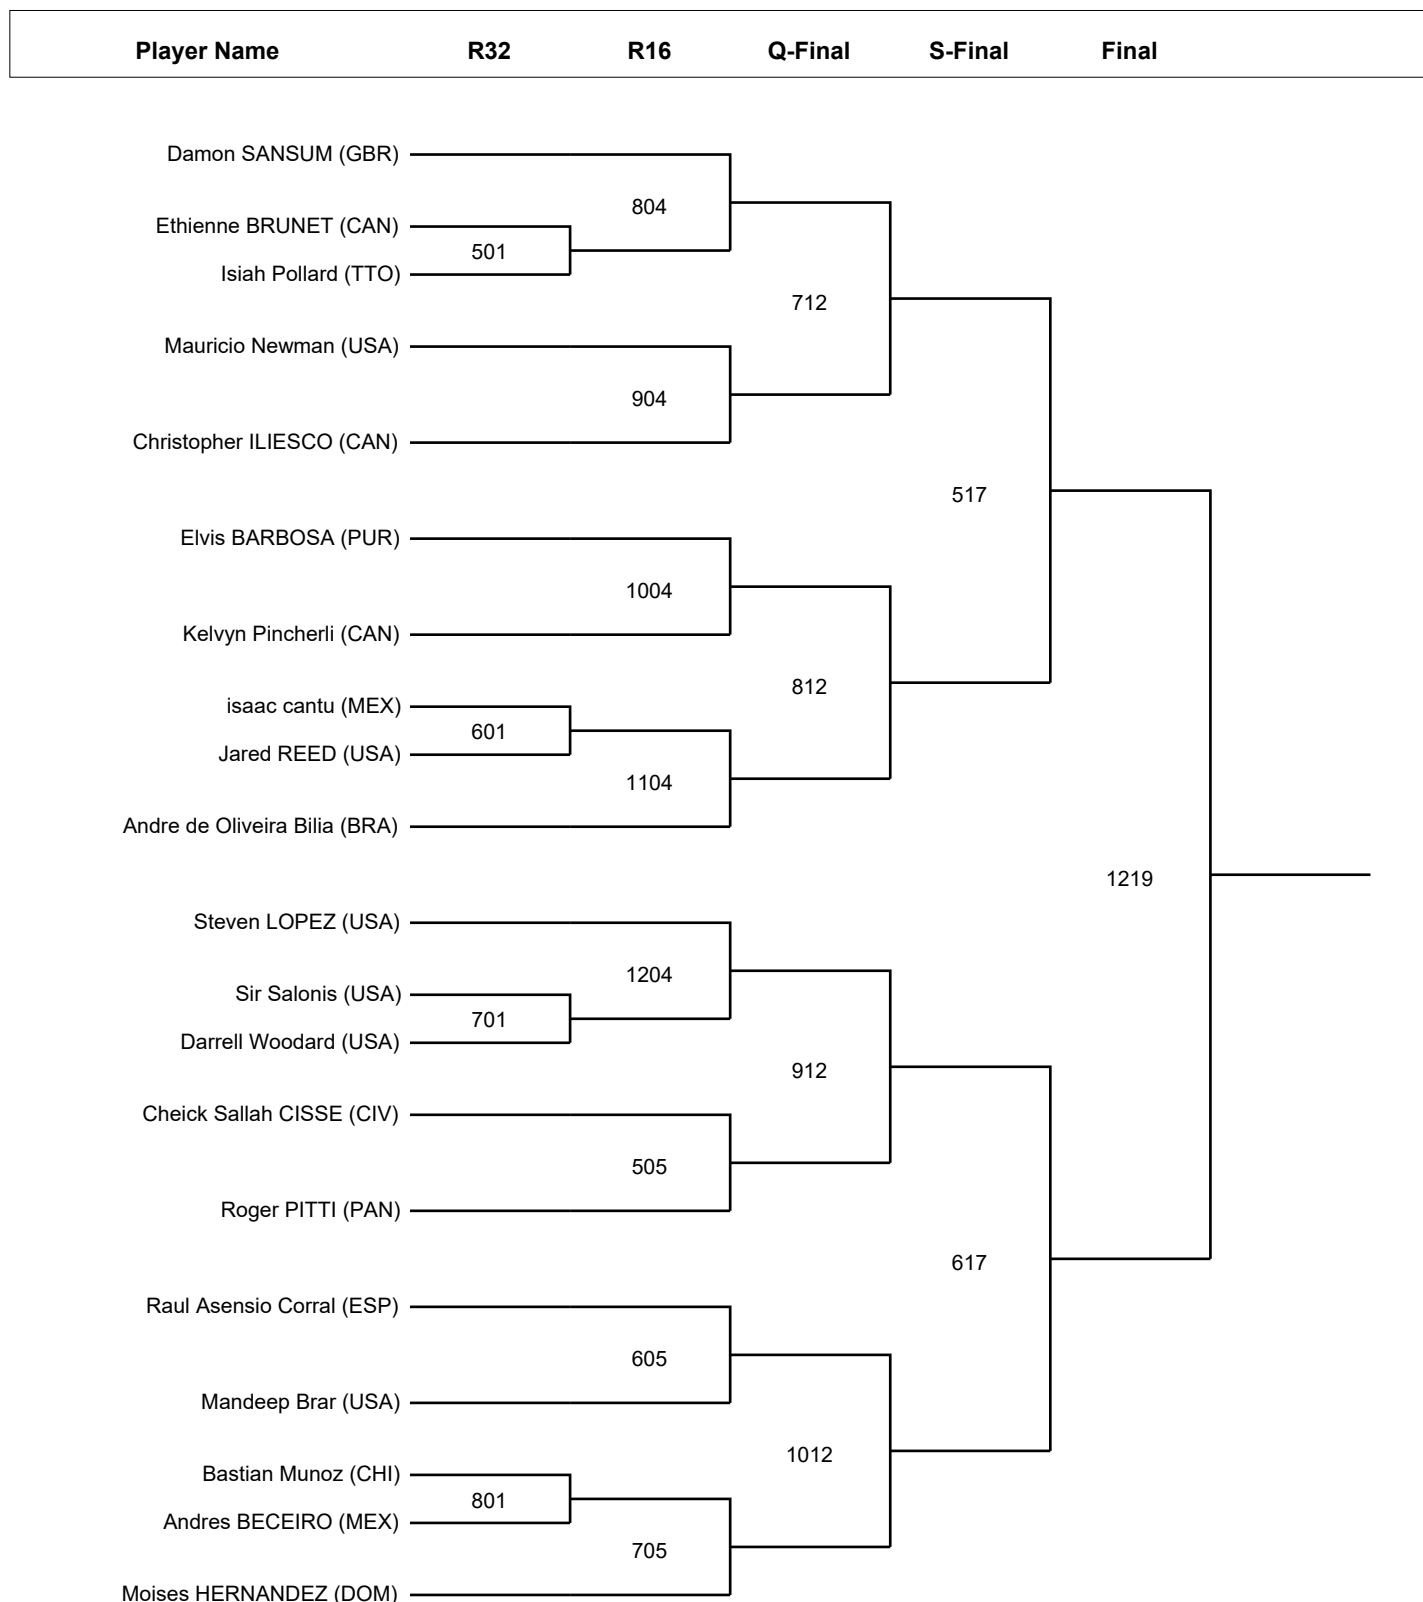 Player Name R32 R16 Q-Final S-Final Final
Damon SANSUM (GBR)
804
Ethienne BRUNET (CAN)
501
Isiah Pollard (TTO)
712
Mauricio Newman (USA)
904
Christopher ILIESCO (CAN)
517
Elvis BARBOSA (PUR)
1004
Kelvyn Pincherli (CAN)
812
isaac cantu (MEX)
601
Jared REED (USA)
1104
Andre de Oliveira Bilia (BRA)
1219
Steven LOPEZ (USA)
1204
Sir Salonis (USA)
701
Darrell Woodard (USA)
912
Cheick Sallah CISSE (CIV)
505
Roger PITTI (PAN)
617
Raul Asensio Corral (ESP)
605
Mandeep Brar (USA)
1012
Bastian Munoz (CHI)
801
Andres BECEIRO (MEX)
705
Moises HERNANDEZ (DOM)